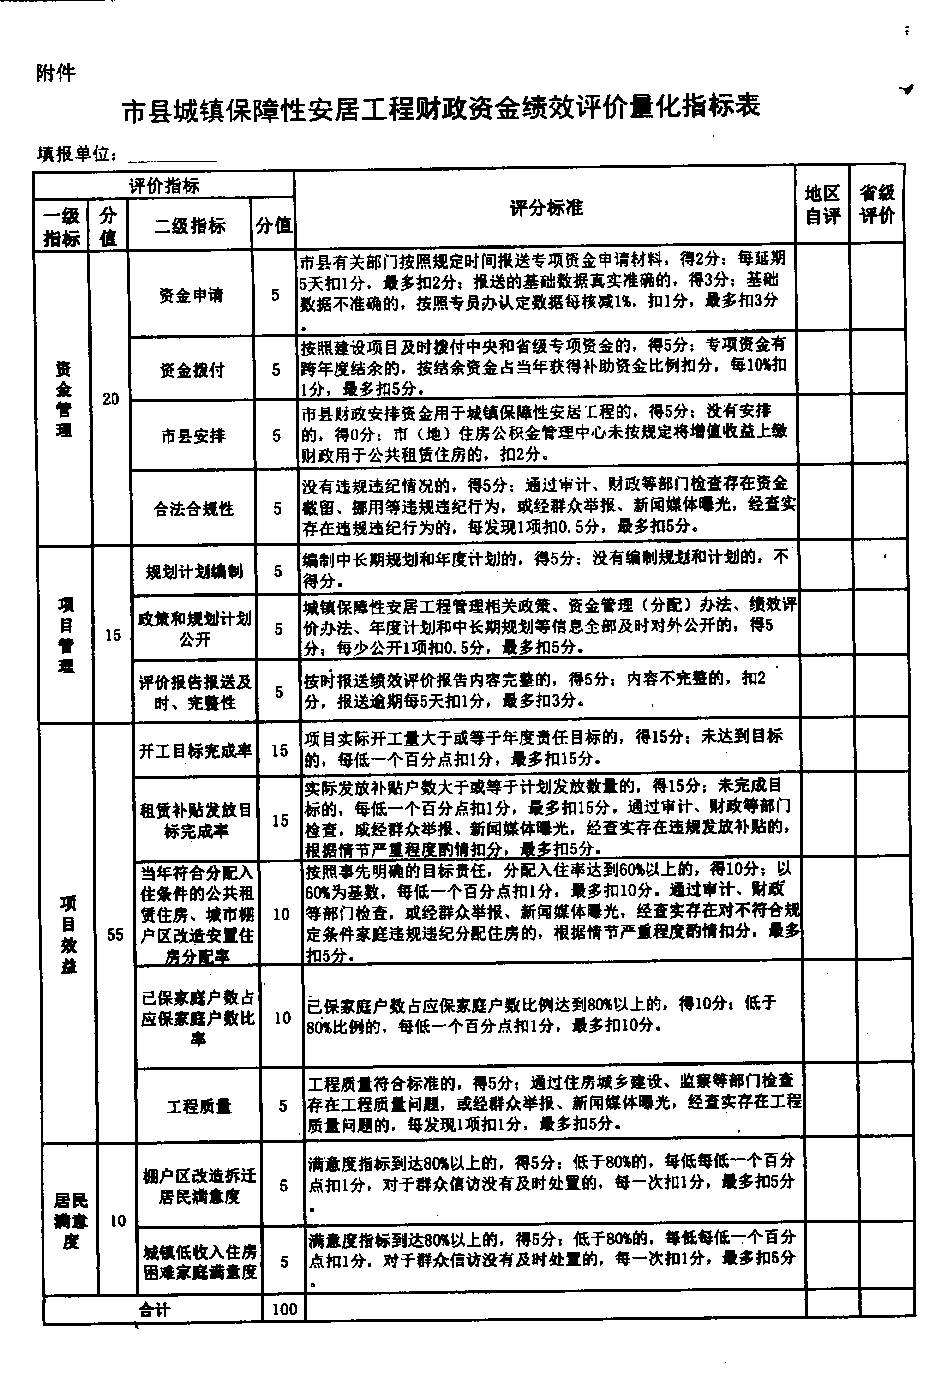 附件
市县城镇保障性安居工程财政资金绩效评价量化指标表
填报单位：
评价指标
评分标准
地区
自评
省级
评价
一级
指标
分
值
二级指标
分值
资
金
管
理
20
资金申请
5
市县有关部门按照规定时间报送专项资金申请材料，得2分；每延期
5天扣1分，最多扣2分；报送的基础数据真实准确的，得3分；基础
数据不准确的，按照专员办认定数据每核减1%，扣1分，最多扣3分
。
资金拨付
5
按照建设项目及时拨付中央和省级专项资金的，得5分；专项资金有
跨年度结余的，按结余资金占当年获得补助资金比例扣分，每10%扣
1分，最多扣5分。
市县安排
5
市县财政安排资金用于城镇保障性安居工程的，得5分；没有安排
的，得0分；市（地）住房公积金管理中心未按规定将增值收益上缴
财政用于公共租赁住房的，扣2分。
合法合规性
5
没有违规违纪情况的，得5分；通过审计、财政等部门检查存在资金
截留、挪用等违规违纪行为，或经群众举报、新闻媒体曝光，经查实
存在违规违纪行为的，每发现1项扣0.5分，最多扣5分。
项
目
管
理
15
规划计划编制
5
编制中长期规划和年度计划的，得5分；没有编制规划和计划的，不
得分。
政策和规划计划
公开
5
城镇保障性安居工程管理相关政策、资金管理（分配）办法、绩效评
价办法、年度计划和中长期规划等信息全部及时对外公开的，得5
分；每少公开1项扣0.5分，最多扣5分。
评价报告报送及
时、完整性
5
按时报送绩效评价报告内容完整的，得5分；内容不完整的，扣2
分，报送逾期每5天扣1分，最多扣3分。
项
目
效
益
55
开工目标完成率
15
项目实际开工量大于或等于年度责任目标的，得15分；未达到目标
的，每低一个百分点扣1分，最多扣15分。
租赁补贴发放目
标完成率
15
实际发放补贴户数大于或等于计划发放数量的，得15分；未完成目
标的，每低一个百分点扣1分，最多扣15分。通过审计、财政等部门
检查，或经群众举报、新闻媒体曝光，经查实存在违规发放补贴的，
根据情节严重程度酌情扣分，最多扣5分。
当年符合分配入
住条件的公共租
赁住房、城市棚
户区改造安置住
房分配率
10
按照事先明确的目标责任，分配入住率达到60%以上的，得10分；以
60%为基数，每低一个百分点扣1分，最多扣10分。通过审计、财政
等部门检查，或经群众举报、新闻媒体曝光，经查实存在对不符合规
定条件家庭违规违纪分配住房的，根据情节严重程度酌情扣分，最多
扣5分。
已保家庭户数占
应保家庭户数比
率
10
已保家庭户数占应保家庭户数比例达到80%以上的，得10分；低于
80%比例的，每低一个百分点扣1分，最多扣10分。
工程质量
5
工程质量符合标准的，得5分；通过住房城乡建设、监察等部门检查
存在工程质量问题，或经群众举报、新闻媒体曝光，经查实存在工程
质量问题的，每发现1项扣1分，最多扣5分。
居民
满意
度
10
棚户区改造拆迁
居民满意度
5
满意度指标到达80%以上的，得5分；低于80%的，每低每低一个百分
点扣1分，对于群众信访没有及时处置的，每一次扣1分，最多扣5分
。
城镇低收入住房
困难家庭满意度
5
满意度指标到达80%以上的，得5分；低于80%的，每低每低一个百分
点扣1分，对于群众信访没有及时处置的，每一次扣1分，最多扣5分
。
合计
100